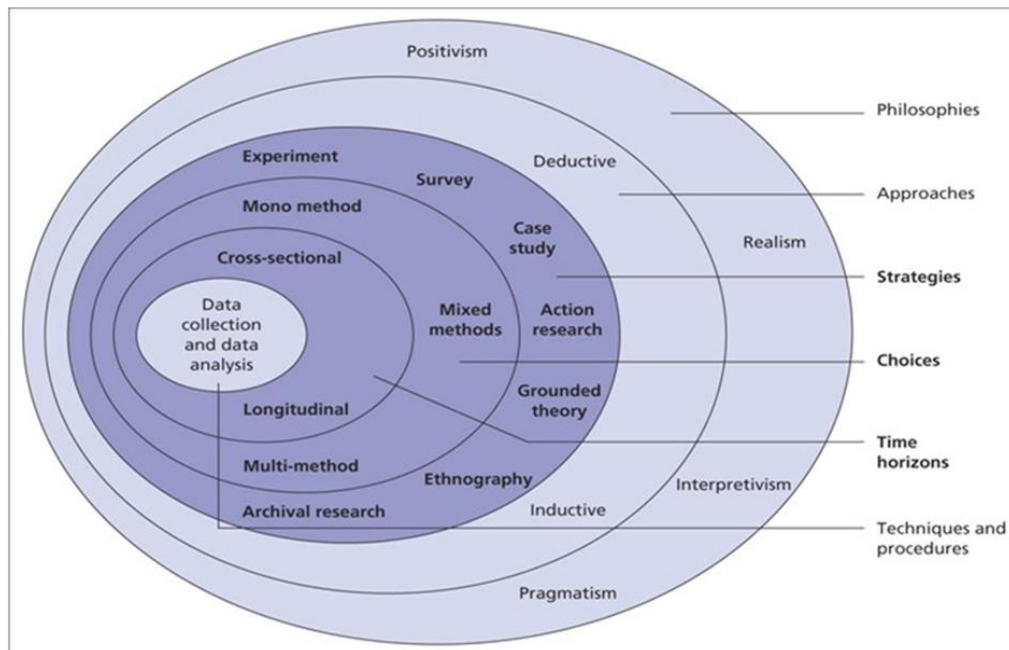 Positivism
Philosophies
Experiment
Deductive
Survey
Approaches
Mono method
Case
study
Realism
Cross-sectional
Strategies
Data
collection
and data
analysis
Mixed
methods
Action
research
Choices
Grounded
theory
Longitudinal
Time
horizons
Multi-method
Ethnography
Interpretivism
Archival research
Inductive
Techniques and
procedures
Pragmatism